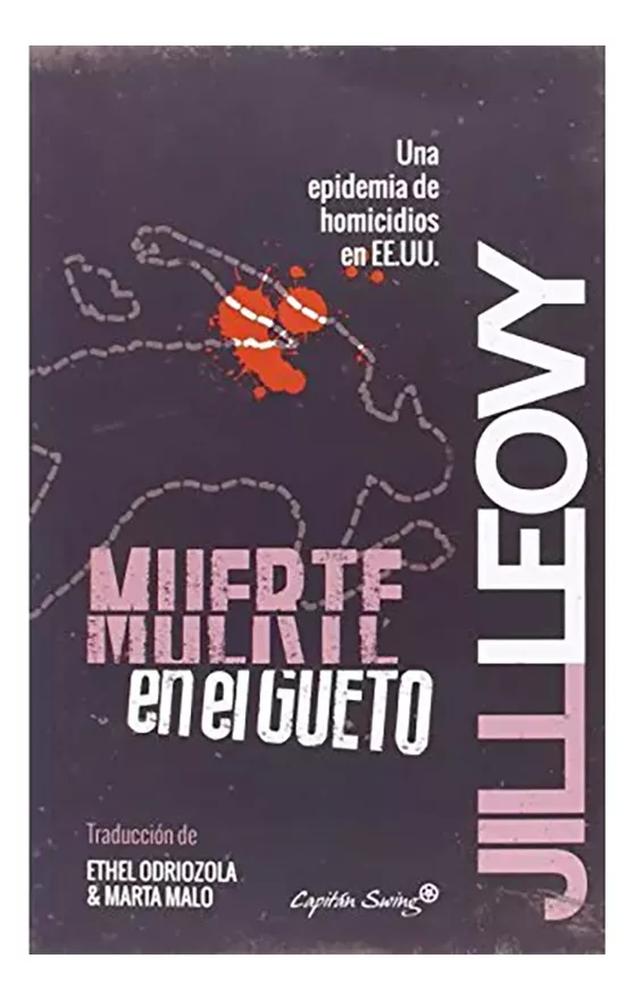 Una
epidemia de
homicidios
en EE.UU.
JILL LEOVY
MUERTE
en el GUETO
Traducción de
ETHEL ODRIOZOLA
& MARTA MALO
Capitán Swing